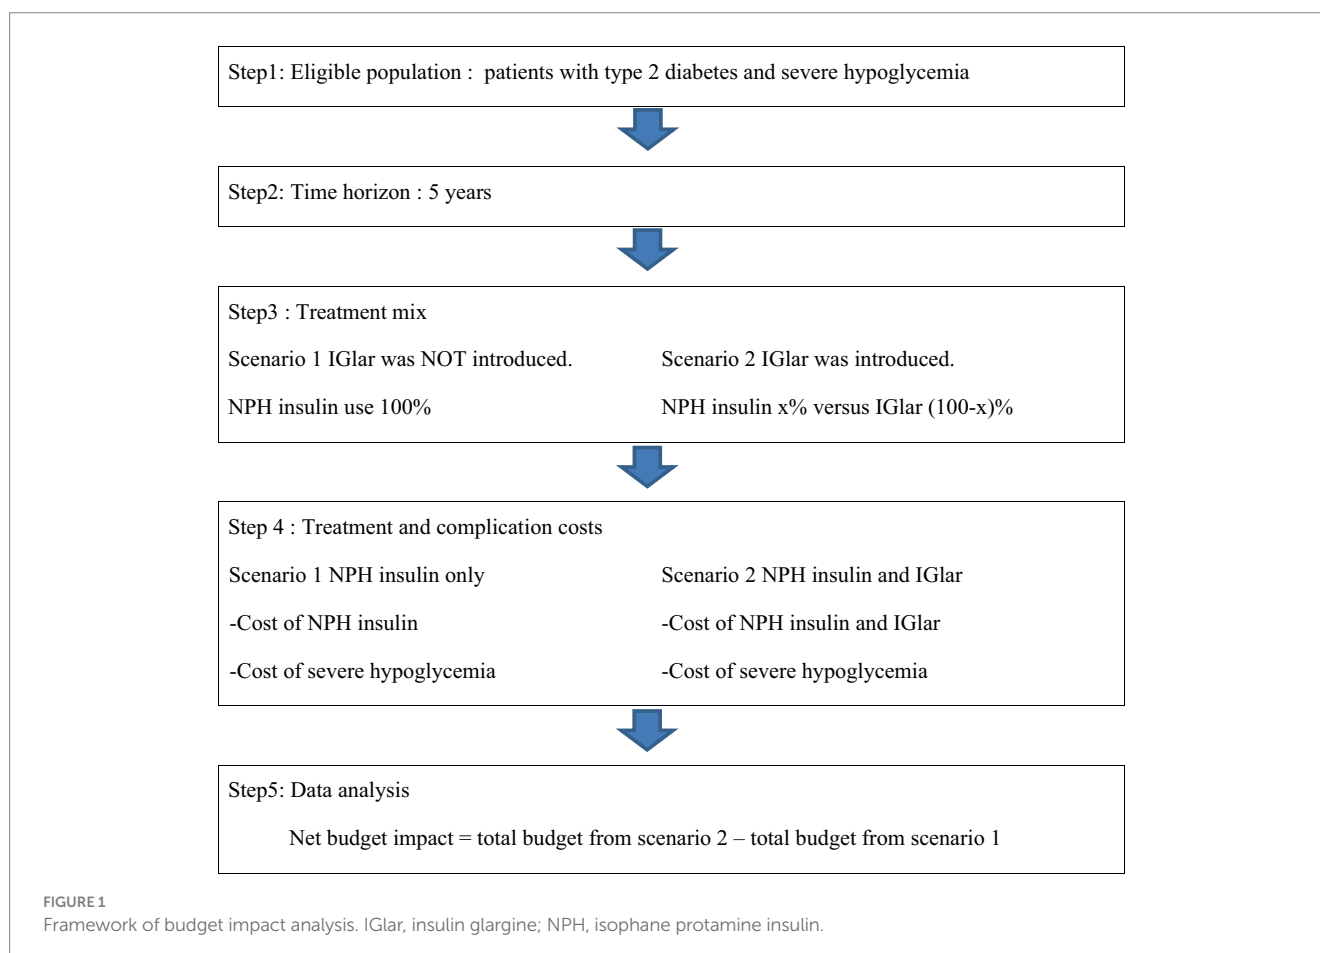 Step1: Eligible population :  patients with type 2 diabetes and severe hypoglycemia
Step2: Time horizon : 5 years
Step3 : Treatment mix
Scenario 1 IGlar was NOT introduced.
Scenario 2 IGlar was introduced.
NPH insulin use 100%
NPH insulin x% versus IGlar (100-x)%
Step 4 : Treatment and complication costs
Scenario 1 NPH insulin only
Scenario 2 NPH insulin and IGlar
-Cost of NPH insulin
-Cost of NPH insulin and IGlar
-Cost of severe hypoglycemia
-Cost of severe hypoglycemia
Step5: Data analysis
Net budget impact = total budget from scenario 2 – total budget from scenario 1
FIGURE 1
Framework of budget impact analysis. IGlar, insulin glargine; NPH, isophane protamine insulin.